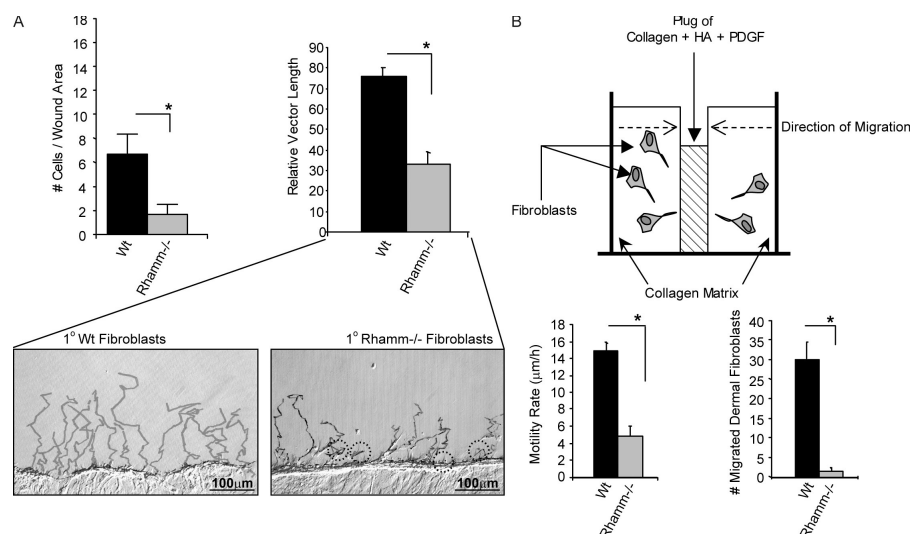 A
18
16
14
12
10
8
6
4
2
0
# Cells / Wound Area
*
Wt
Rhamm-/-
90
80
70
60
50
40
30
20
10
0
Relative Vector Length
*
Wt
Rhamm-/-
1° Wt Fibroblasts
100µm
1° Rhamm-/- Fibroblasts
100µm
B
Plug of
Collagen + HA + PDGF
Direction of Migration
Fibroblasts
Collagen Matrix
18
16
14
12
10
8
6
4
2
0
Motility Rate (µm/h)
*
Wt
Rhamm-/-
40
35
30
25
20
15
10
5
0
# Migrated Dermal Fibroblasts
*
Wt
Rhamm-/-